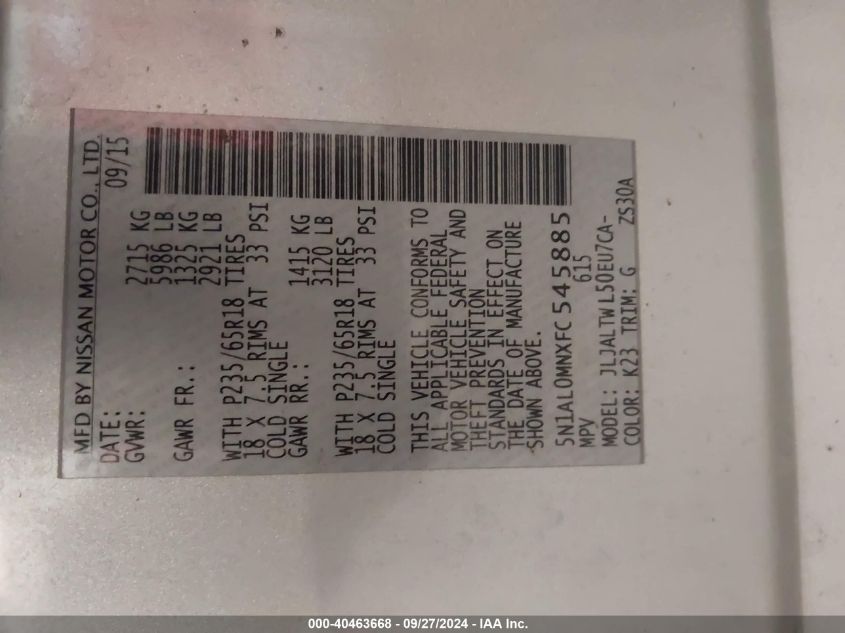 MFD BY NISSAN MOTOR CO., LTD.
DATE: 09/15
GVWR: 2715 KG
5986 LB
GAWR FR.: 1325 KG
2921 LB
WITH P235/65R18 TIRES
18 X 7.5 RIMS AT 33 PSI
COLD SINGLE
GAWR RR.: 1415 KG
3120 LB
WITH P235/65R18 TIRES
18 X 7.5 RIMS AT 33 PSI
COLD SINGLE
THIS VEHICLE CONFORMS TO
ALL APPLICABLE FEDERAL
MOTOR VEHICLE SAFETY AND
THEFT PREVENTION
STANDARDS IN EFFECT ON
THE DATE OF MANUFACTURE
SHOWN ABOVE.
5N1AL0MNXFC545885
MPV 615
MODEL: JLJALTWL50EU7CA-
COLOR: K23 TRIM: G ZS30A
000-40463668 - 09/27/2024 - IAA Inc.